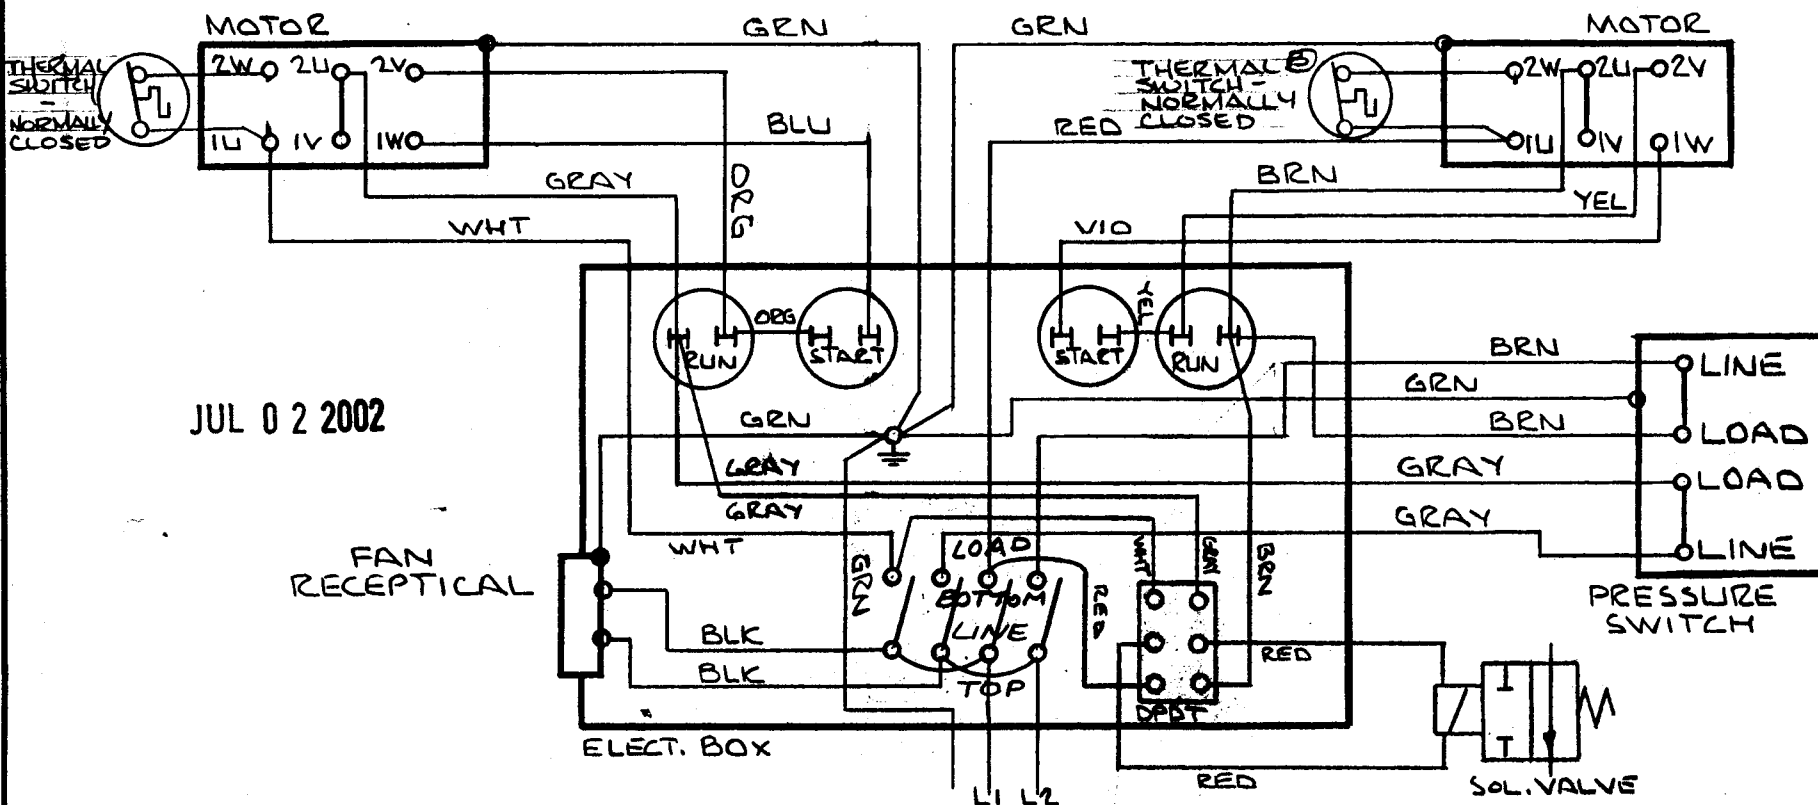 MOTOR
GRN
GRN
MOTOR
THERMAL
SWITCH
-
NORMALLY
CLOSED
2W 2U 2V
1U 1V 1W
THERMAL
SWITCH -
NORMALLY
CLOSED
2W 2U 2V
1U 1V 1W
BLU
RED
GRAY
ORG
BRN
YEL
WHT
VIO
RUN
ORG
START
START
YEL
RUN
JUL 02 2002
BRN
LINE
GRN
GRN
BRN
LOAD
GRAY
GRAY
LOAD
GRAY
GRAY
LINE
WHT
LOAD
WHT
GRAY
BRN
FAN
RECEPTICAL
GRN
BOTTOM
RED
LINE
PRESSURE
SWITCH
BLK
RED
BLK
TOP
DPDT
ELECT. BOX
RED
SOL. VALVE
L1 L2